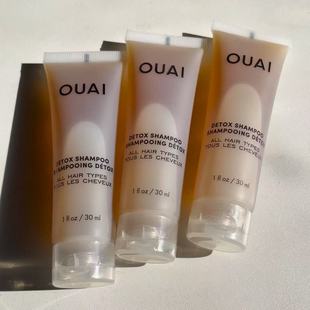 OUAI
DETOX SHAMPOO
SHAMPOOING DÉTOX
ALL HAIR TYPES
TOUS LES CHEVEUX
1 fl oz / 30 ml
OUAI
DETOX SHAMPOO
SHAMPOOING DÉTOX
ALL HAIR TYPES
TOUS LES CHEVEUX
1 fl oz / 30 ml
OUAI
DETOX SHAMPOO
SHAMPOOING DÉTOX
ALL HAIR TYPES
TOUS LES CHEVEUX
1 fl oz / 30 ml